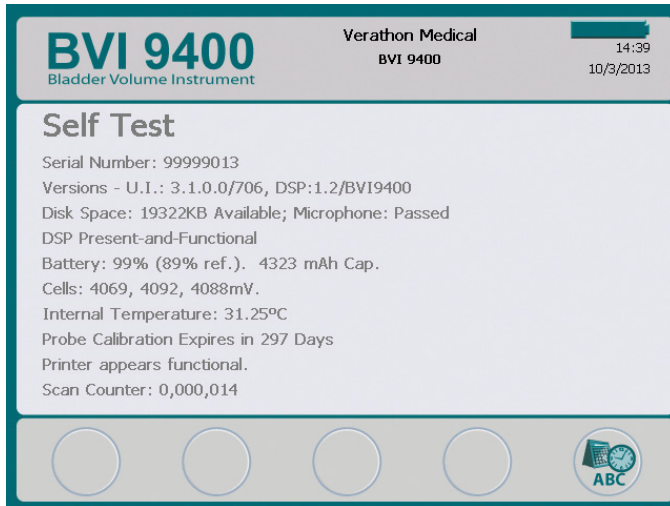 BVI 9400
Bladder Volume Instrument
Verathon Medical
BVI 9400
14:39
10/3/2013
Self Test
Serial Number: 99999013
Versions - U.I.: 3.1.0.0/706, DSP:1.2/BVI9400
Disk Space: 19322KB Available; Microphone: Passed
DSP Present-and-Functional
Battery: 99% (89% ref.).  4323 mAh Cap.
Cells: 4069, 4092, 4088mV.
Internal Temperature: 31.25ºC
Probe Calibration Expires in 297 Days
Printer appears functional.
Scan Counter: 0,000,014
ABC